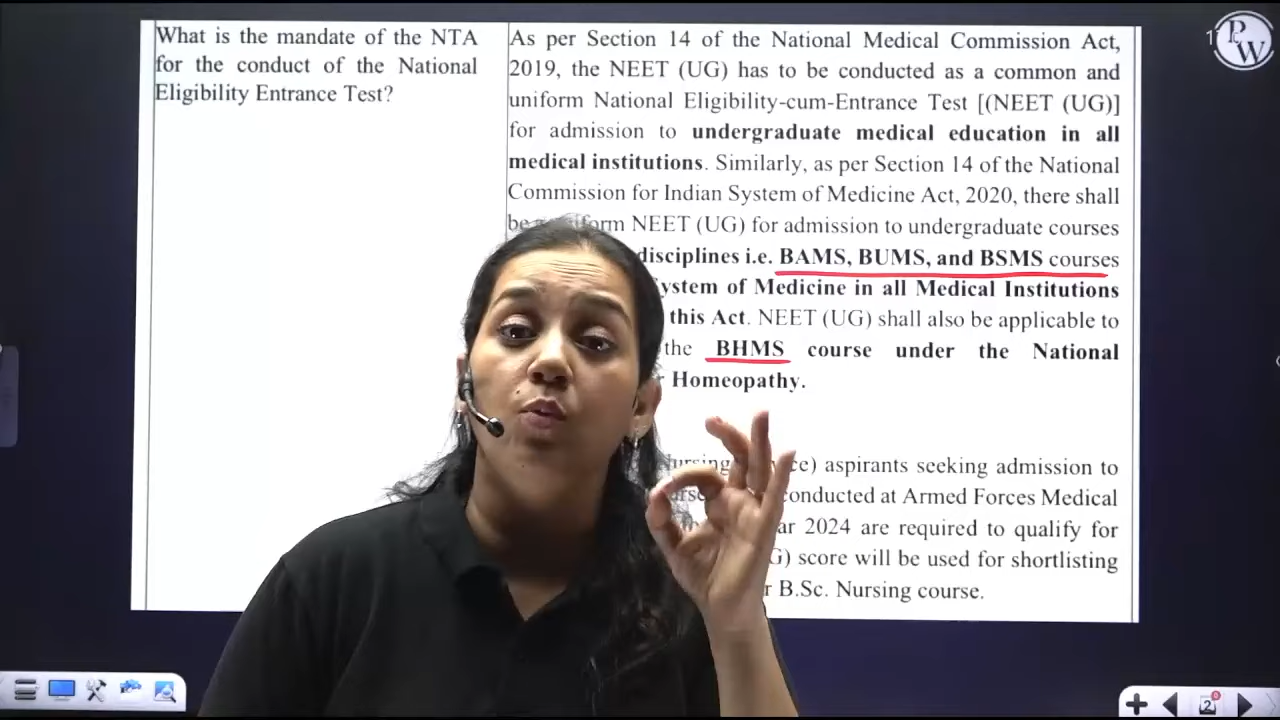 What is the mandate of the NTA
for the conduct of the National
Eligibility Entrance Test?
As per Section 14 of the National Medical Commission Act,
2019, the NEET (UG) has to be conducted as a common and
uniform National Eligibility-cum-Entrance Test [(NEET (UG)]
for admission to undergraduate medical education in all
medical institutions. Similarly, as per Section 14 of the National
Commission for Indian System of Medicine Act, 2020, there shall
be NEET (UG) for admission to undergraduate courses
disciplines i.e. BAMS, BUMS, and BSMS courses
System of Medicine in all Medical Institutions
this Act. NEET (UG) shall also be applicable to
the BHMS course under the National
Homeopathy.
aspirants seeking admission to
conducted at Armed Forces Medical
2024 are required to qualify for
score will be used for shortlisting
B.Sc. Nursing course.
PW
2